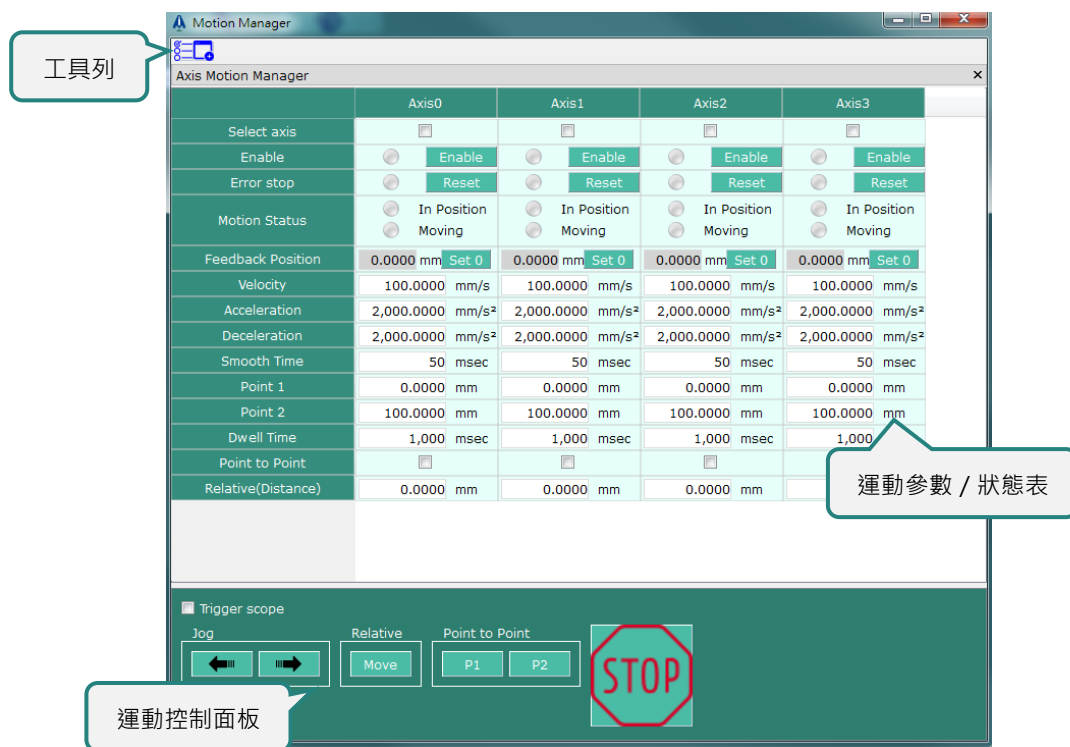 Motion Manager
工具列
Axis Motion Manager
Axis0 Axis1 Axis2 Axis3
Select axis
Enable Enable Enable Enable Enable
Error stop Reset Reset Reset Reset
Motion Status In Position In Position In Position In Position
Moving Moving Moving Moving
Feedback Position 0.0000 mm Set 0 0.0000 mm Set 0 0.0000 mm Set 0 0.0000 mm Set 0
Velocity 100.0000 mm/s 100.0000 mm/s 100.0000 mm/s 100.0000 mm/s
Acceleration 2,000.0000 mm/s² 2,000.0000 mm/s² 2,000.0000 mm/s² 2,000.0000 mm/s²
Deceleration 2,000.0000 mm/s² 2,000.0000 mm/s² 2,000.0000 mm/s² 2,000.0000 mm/s²
Smooth Time 50 msec 50 msec 50 msec 50 msec
Point 1 0.0000 mm 0.0000 mm 0.0000 mm 0.0000 mm
Point 2 100.0000 mm 100.0000 mm 100.0000 mm 100.0000 mm
Dwell Time 1,000 msec 1,000 msec 1,000 msec 1,000
Point to Point
Relative(Distance) 0.0000 mm 0.0000 mm 0.0000 mm
運動參數 / 狀態表
Trigger scope
Jog Relative Point to Point
Move P1 P2
STOP
運動控制面板